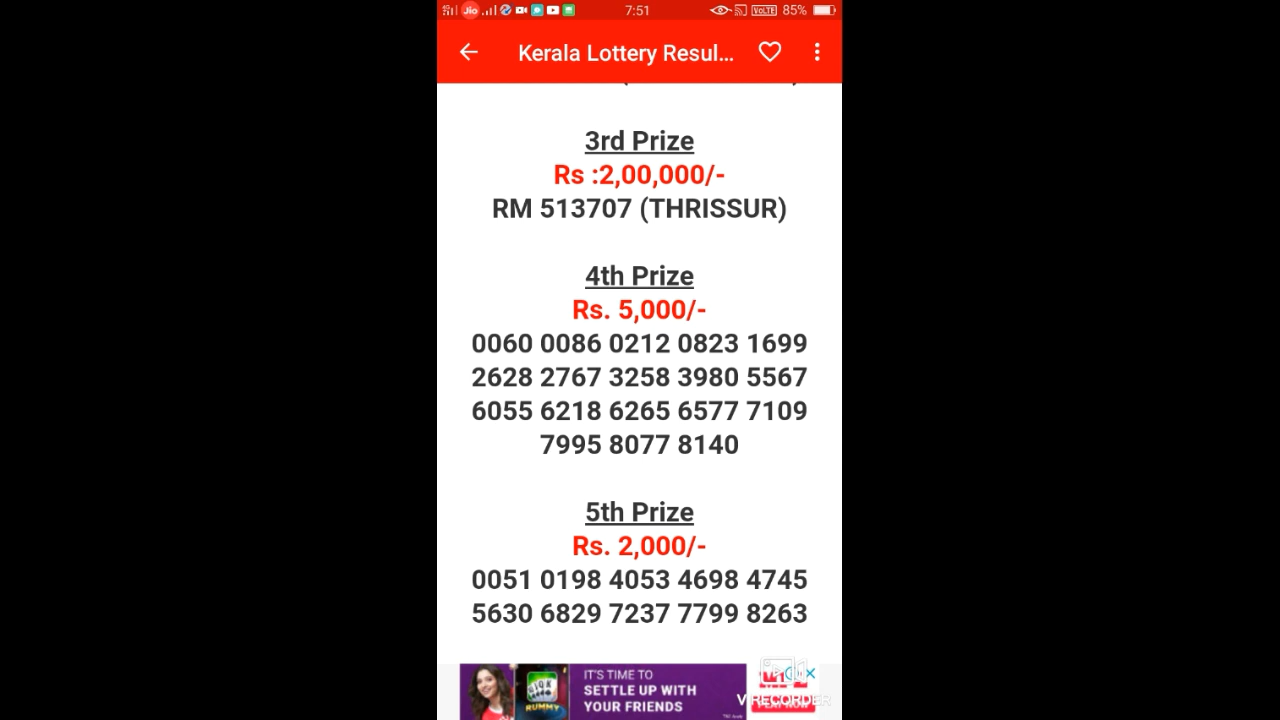 Jio 7:51 VoLTE 85%
Kerala Lottery Resul...
3rd Prize
Rs :2,00,000/-
RM 513707 (THRISSUR)
4th Prize
Rs. 5,000/-
0060 0086 0212 0823 1699
2628 2767 3258 3980 5567
6055 6218 6265 6577 7109
7995 8077 8140
5th Prize
Rs. 2,000/-
0051 0198 4053 4698 4745
5630 6829 7237 7799 8263
IT'S TIME TO
SETTLE UP WITH
YOUR FRIENDS
RUMMY
VIRECORDER